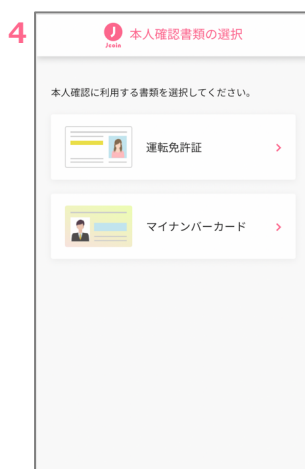 4
J 本人確認書類の選択
Jenin
本人確認に利用する書類を選択してください。
運転免許証
マイナンバーカード